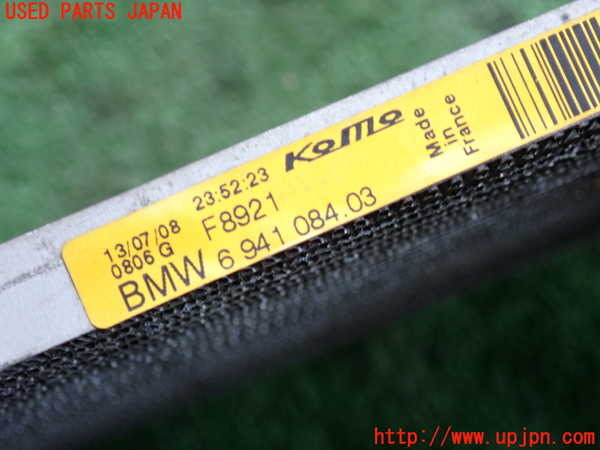 USED PARTS JAPAN
13/07/08 23:52:23 KoMo Made
0806 G F8921 in
BMW 6 941 084.03 France
http://www.upjpn.com